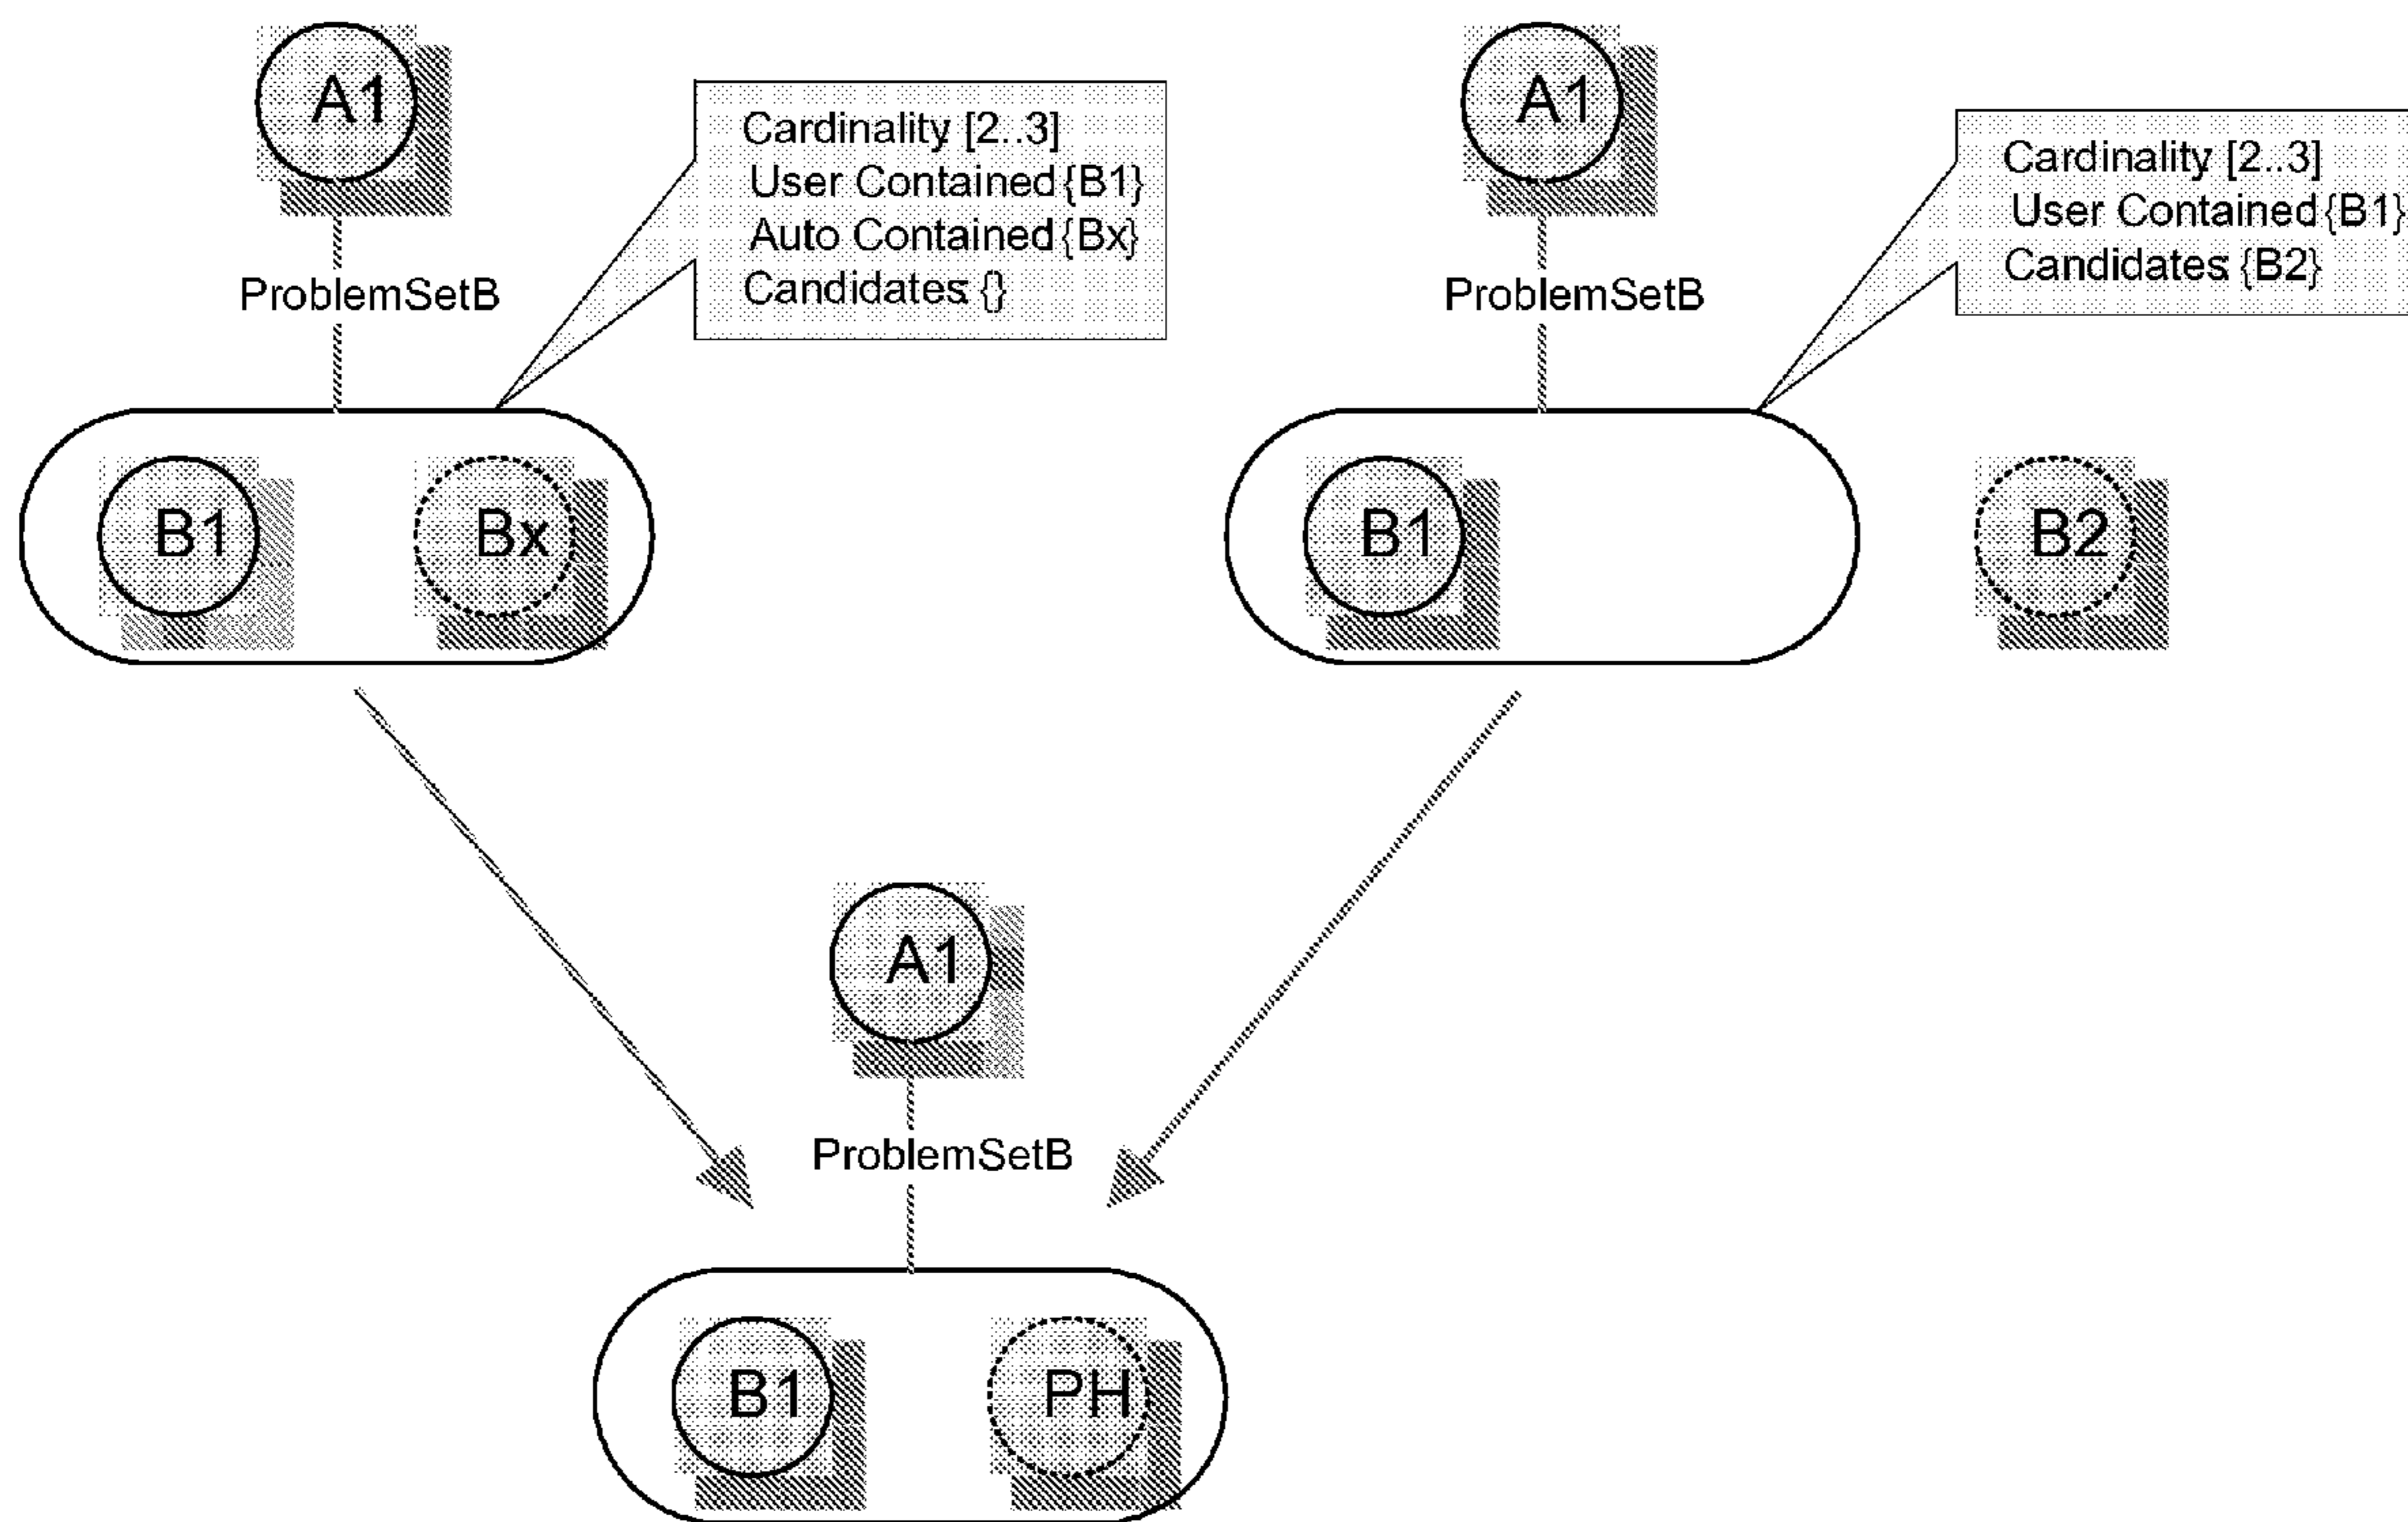 A1
Cardinality [2..3]
User Contained {B1}
Auto Contained {Bx}
Candidates: {}
ProblemSetB
B1
Bx
A1
Cardinality [2..3]
User Contained {B1}
Candidates: {B2}
ProblemSetB
B1
B2
A1
ProblemSetB
B1
PH